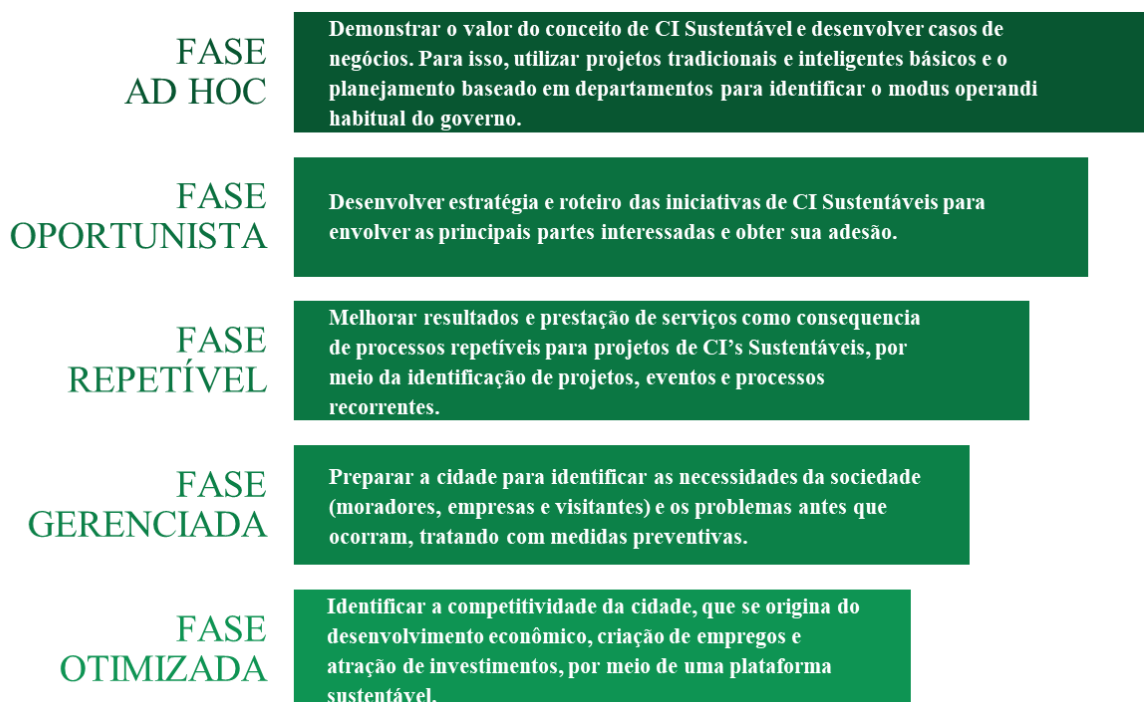 FASE
AD HOC
Demonstrar o valor do conceito de CI Sustentável e desenvolver casos de
negócios. Para isso, utilizar projetos tradicionais e inteligentes básicos e o
planejamento baseado em departamentos para identificar o modus operandi
habitual do governo.
FASE
OPORTUNISTA
Desenvolver estratégia e roteiro das iniciativas de CI Sustentáveis para
envolver as principais partes interessadas e obter sua adesão.
FASE
REPETÍVEL
Melhorar resultados e prestação de serviços como consequencia
de processos repetíveis para projetos de CI’s Sustentáveis, por
meio da identificação de projetos, eventos e processos
recorrentes.
FASE
GERENCIADA
Preparar a cidade para identificar as necessidades da sociedade
(moradores, empresas e visitantes) e os problemas antes que
ocorram, tratando com medidas preventivas.
FASE
OTIMIZADA
Identificar a competitividade da cidade, que se origina do
desenvolvimento econômico, criação de empregos e
atração de investimentos, por meio de uma plataforma
sustentável.